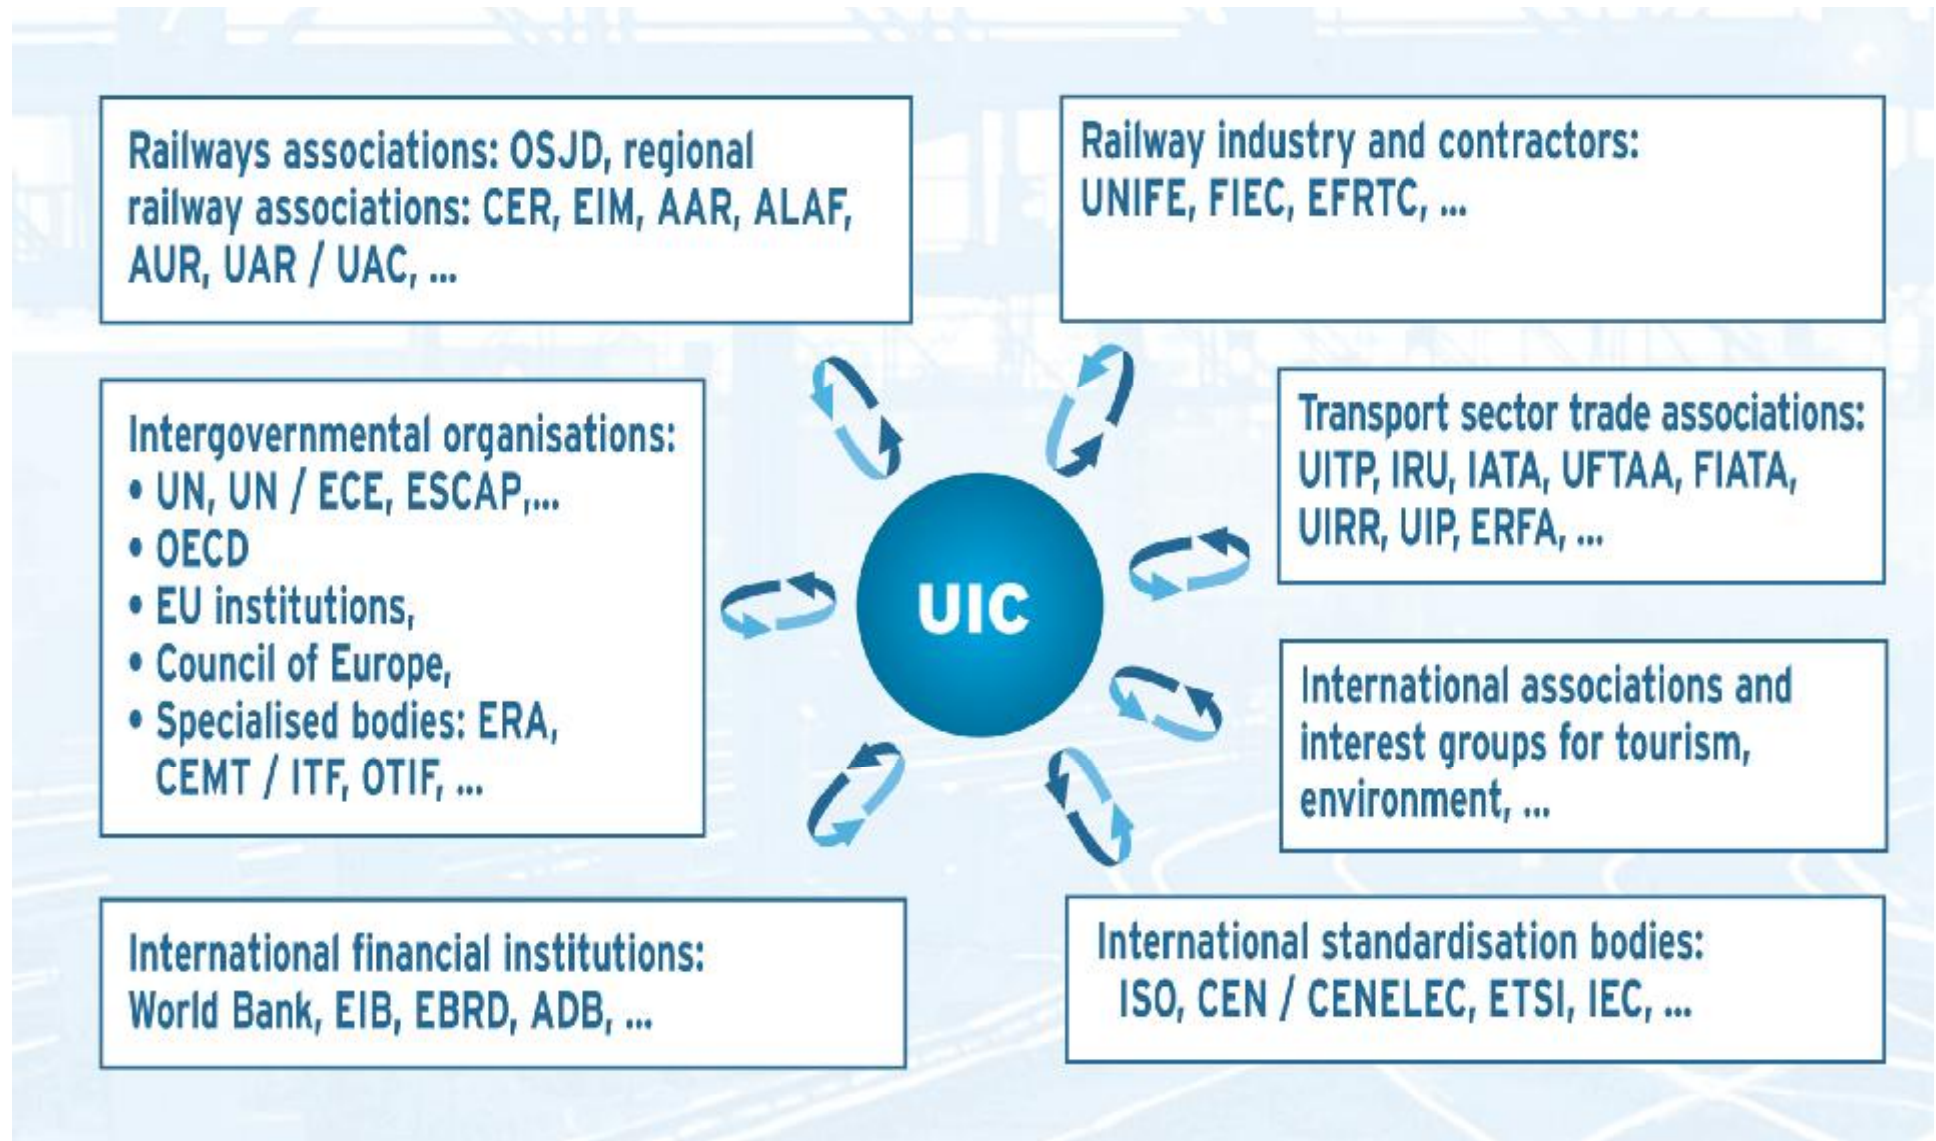 Railways associations: OSJD, regional
railway associations: CER, EIM, AAR, ALAF,
AUR, UAR / UAC, ...
Railway industry and contractors:
UNIFE, FIEC, EFRTC, ...
Intergovernmental organisations:
• UN, UN / ECE, ESCAP,...
• OECD
• EU institutions,
• Council of Europe,
• Specialised bodies: ERA,
CEMT / ITF, OTIF, ...
Transport sector trade associations:
UITP, IRU, IATA, UFTAA, FIATA,
UIRR, UIP, ERFA, ...
UIC
International associations and
interest groups for tourism,
environment, ...
International financial institutions:
World Bank, EIB, EBRD, ADB, ...
International standardisation bodies:
ISO, CEN / CENELEC, ETSI, IEC, ...